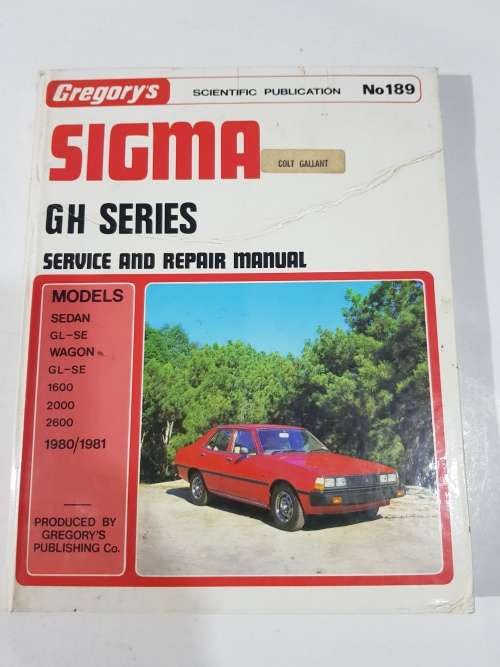 Gregory's
SCIENTIFIC PUBLICATION
No189
SIGMA
COLT GALLANT
GH SERIES
SERVICE AND REPAIR MANUAL
MODELS
SEDAN
GL-SE
WAGON
GL-SE
1600
2000
2600
1980/1981
PRODUCED BY
GREGORY'S
PUBLISHING Co.